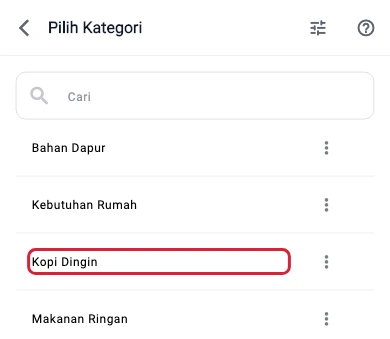 Pilih Kategori
Cari
Bahan Dapur
Kebutuhan Rumah
Kopi Dingin
Makanan Ringan